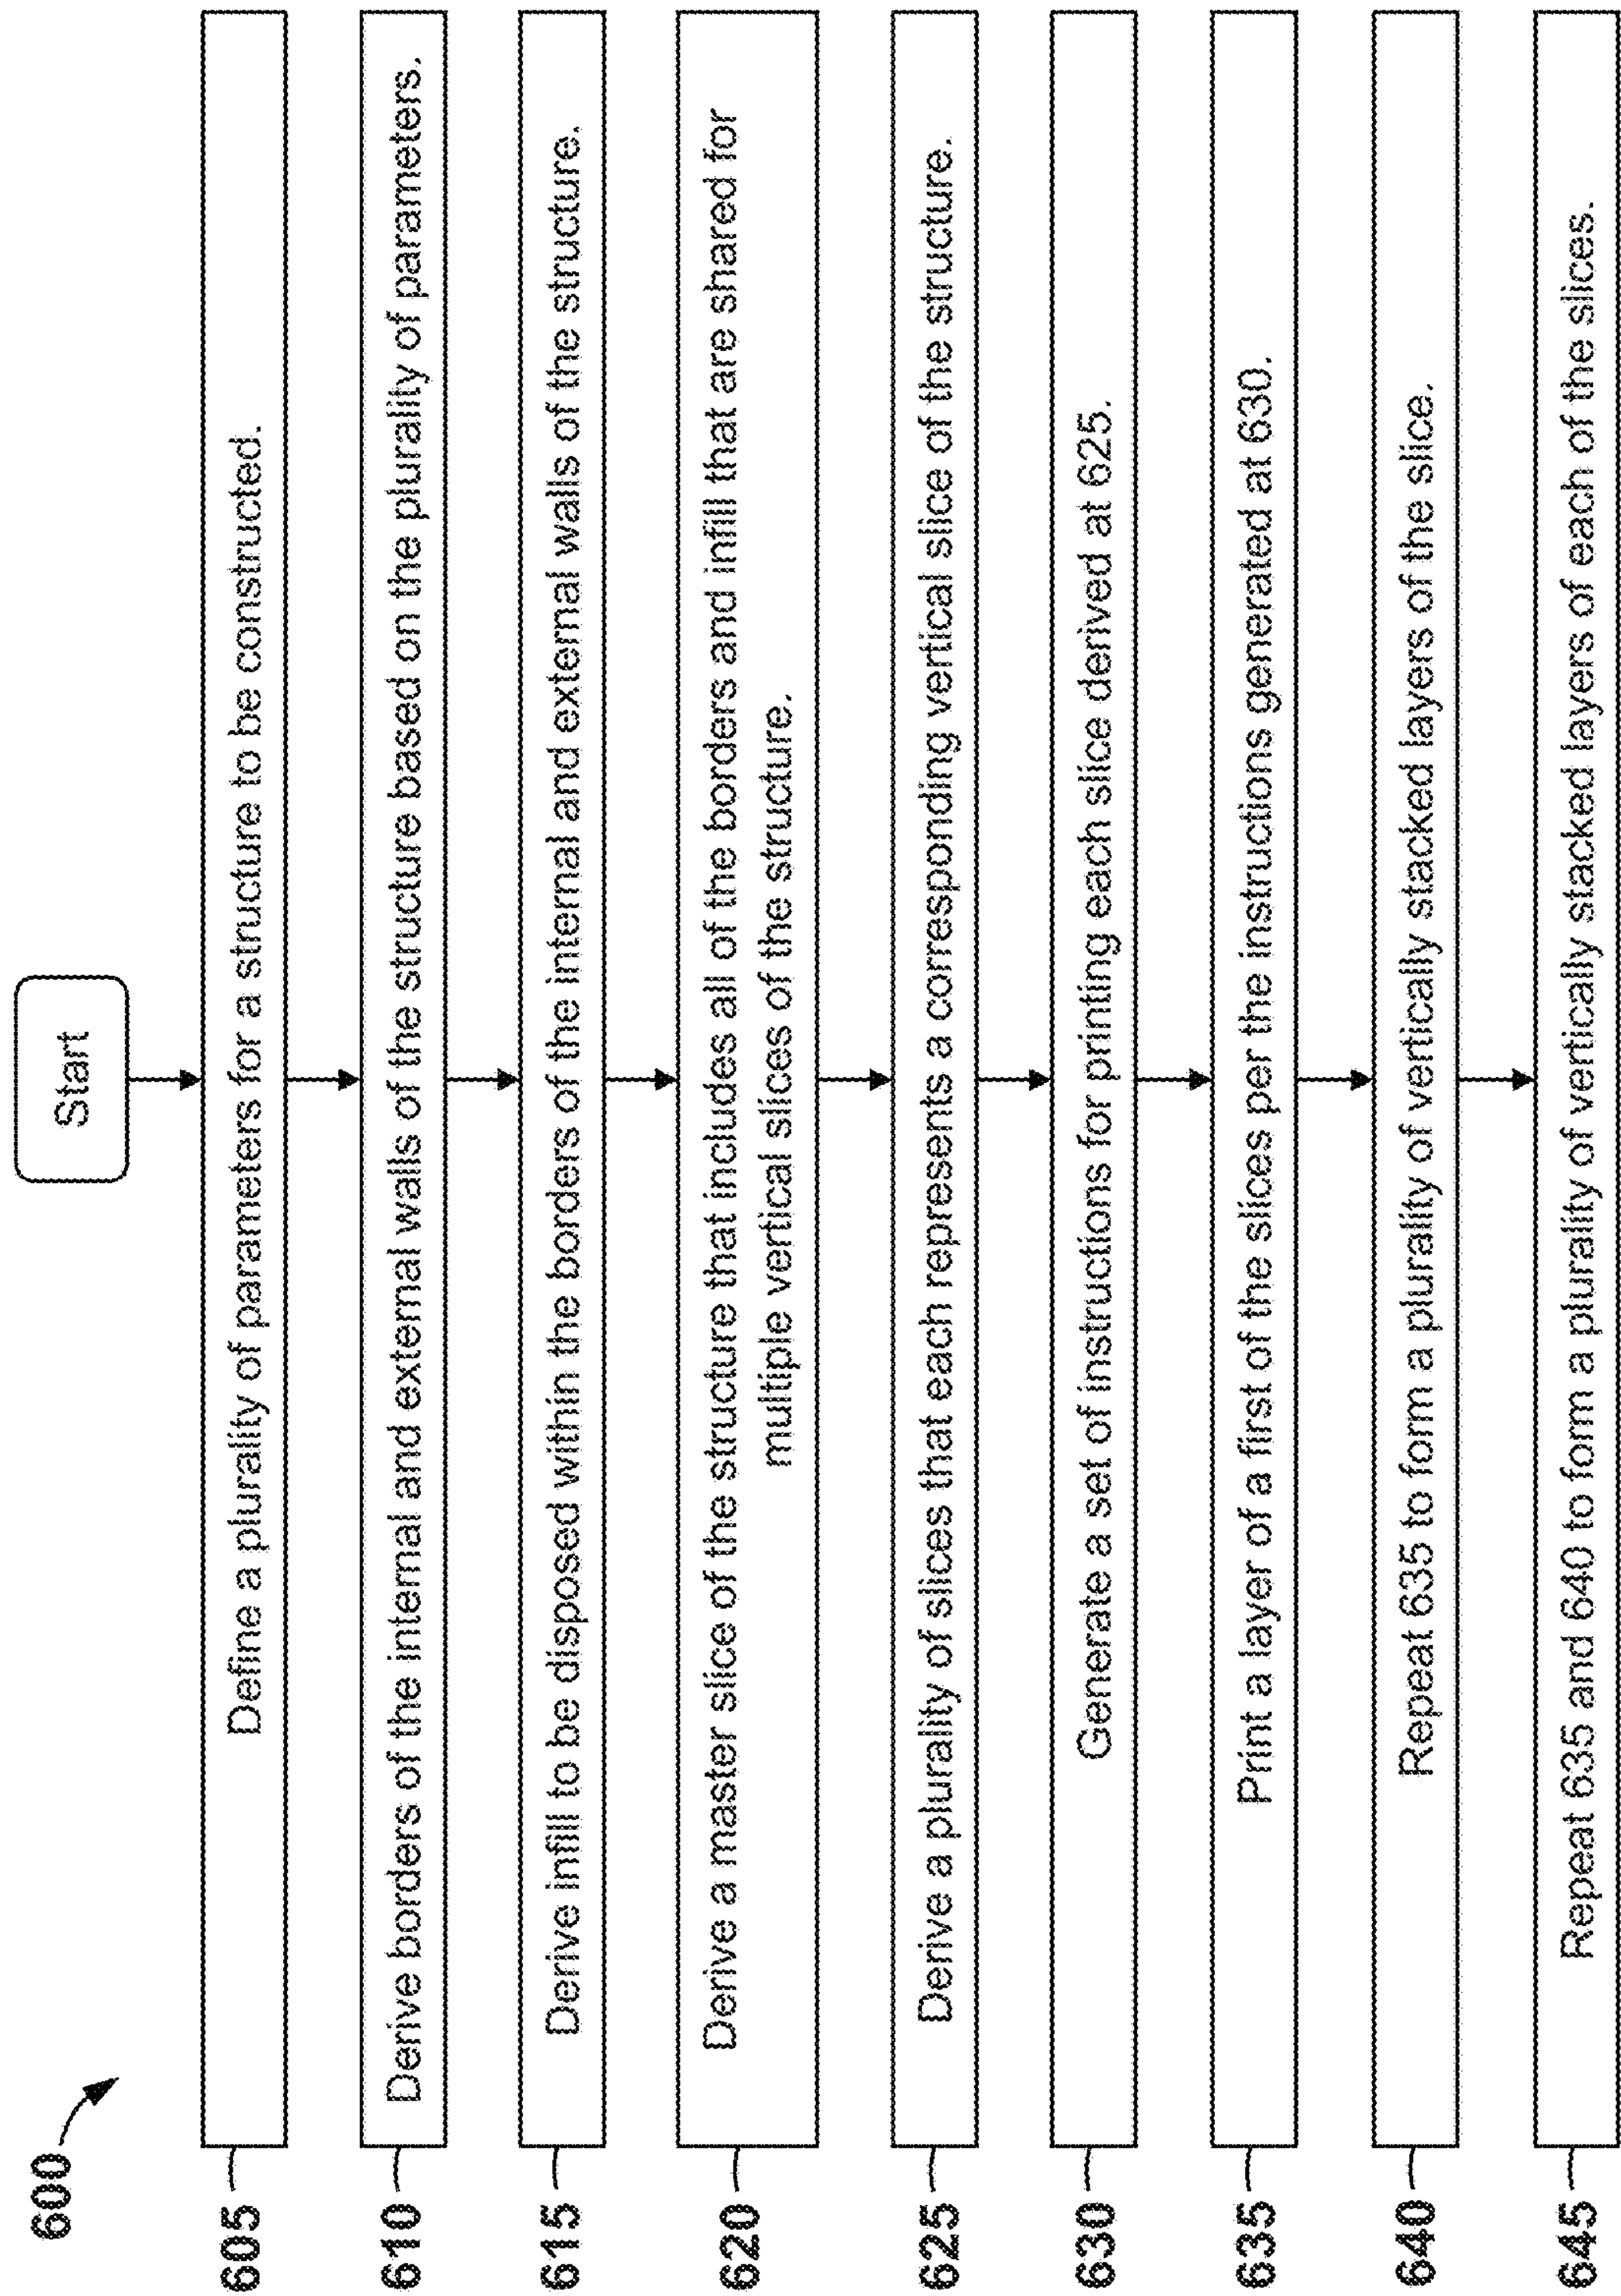 600
Start
605
Define a plurality of parameters for a structure to be constructed.
610
Derive borders of the internal and external walls of the structure based on the plurality of parameters.
615
Derive infill to be disposed within the borders of the internal and external walls of the structure.
620
Derive a master slice of the structure that includes all of the borders and infill that are shared for
multiple vertical slices of the structure.
625
Derive a plurality of slices that each represents a corresponding vertical slice of the structure.
630
Generate a set of instructions for printing each slice derived at 625.
635
Print a layer of a first of the slices per the instructions generated at 630.
640
Repeat 635 to form a plurality of vertically stacked layers of the slice.
645
Repeat 635 and 640 to form a plurality of vertically stacked layers of each of the slices.